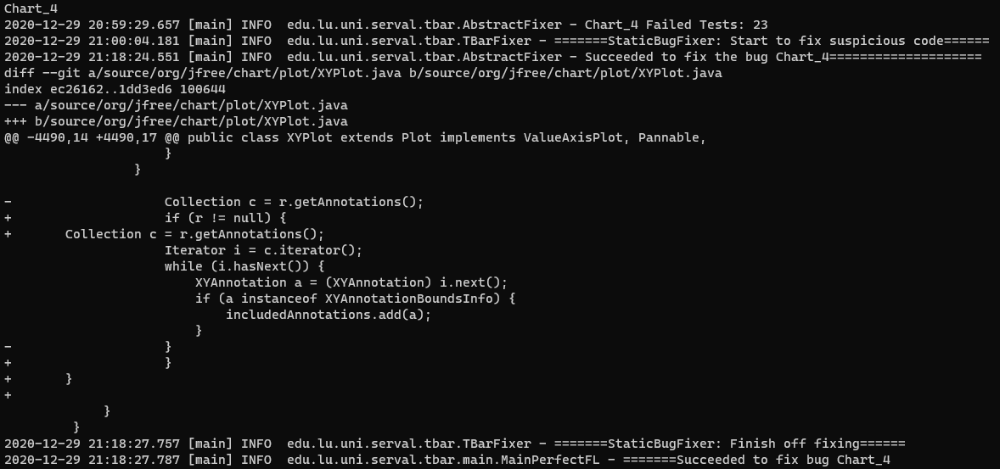 Chart_4
2020-12-29 20:59:29.657 [main] INFO  edu.lu.uni.serval.tbar.AbstractFixer - Chart_4 Failed Tests: 23
2020-12-29 21:00:04.181 [main] INFO  edu.lu.uni.serval.tbar.TBarFixer - =======StaticBugFixer: Start to fix suspicious code======
2020-12-29 21:18:24.551 [main] INFO  edu.lu.uni.serval.tbar.AbstractFixer - Succeeded to fix the bug Chart_4====================
diff --git a/source/org/jfree/chart/plot/XYPlot.java b/source/org/jfree/chart/plot/XYPlot.java
index ec26162..1dd3ed6 100644
--- a/source/org/jfree/chart/plot/XYPlot.java
+++ b/source/org/jfree/chart/plot/XYPlot.java
@@ -4490,14 +4490,17 @@ public class XYPlot extends Plot implements ValueAxisPlot, Pannable,
                     }
                 }

-                    Collection c = r.getAnnotations();
+                    if (r != null) {
+       Collection c = r.getAnnotations();
                     Iterator i = c.iterator();
                     while (i.hasNext()) {
                         XYAnnotation a = (XYAnnotation) i.next();
                         if (a instanceof XYAnnotationBoundsInfo) {
                             includedAnnotations.add(a);
                         }
-                    }
+                    }
+       }
+
             }
         }
2020-12-29 21:18:27.757 [main] INFO  edu.lu.uni.serval.tbar.TBarFixer - =======StaticBugFixer: Finish off fixing======
2020-12-29 21:18:27.787 [main] INFO  edu.lu.uni.serval.tbar.main.MainPerfectFL - =======Succeeded to fix bug Chart_4